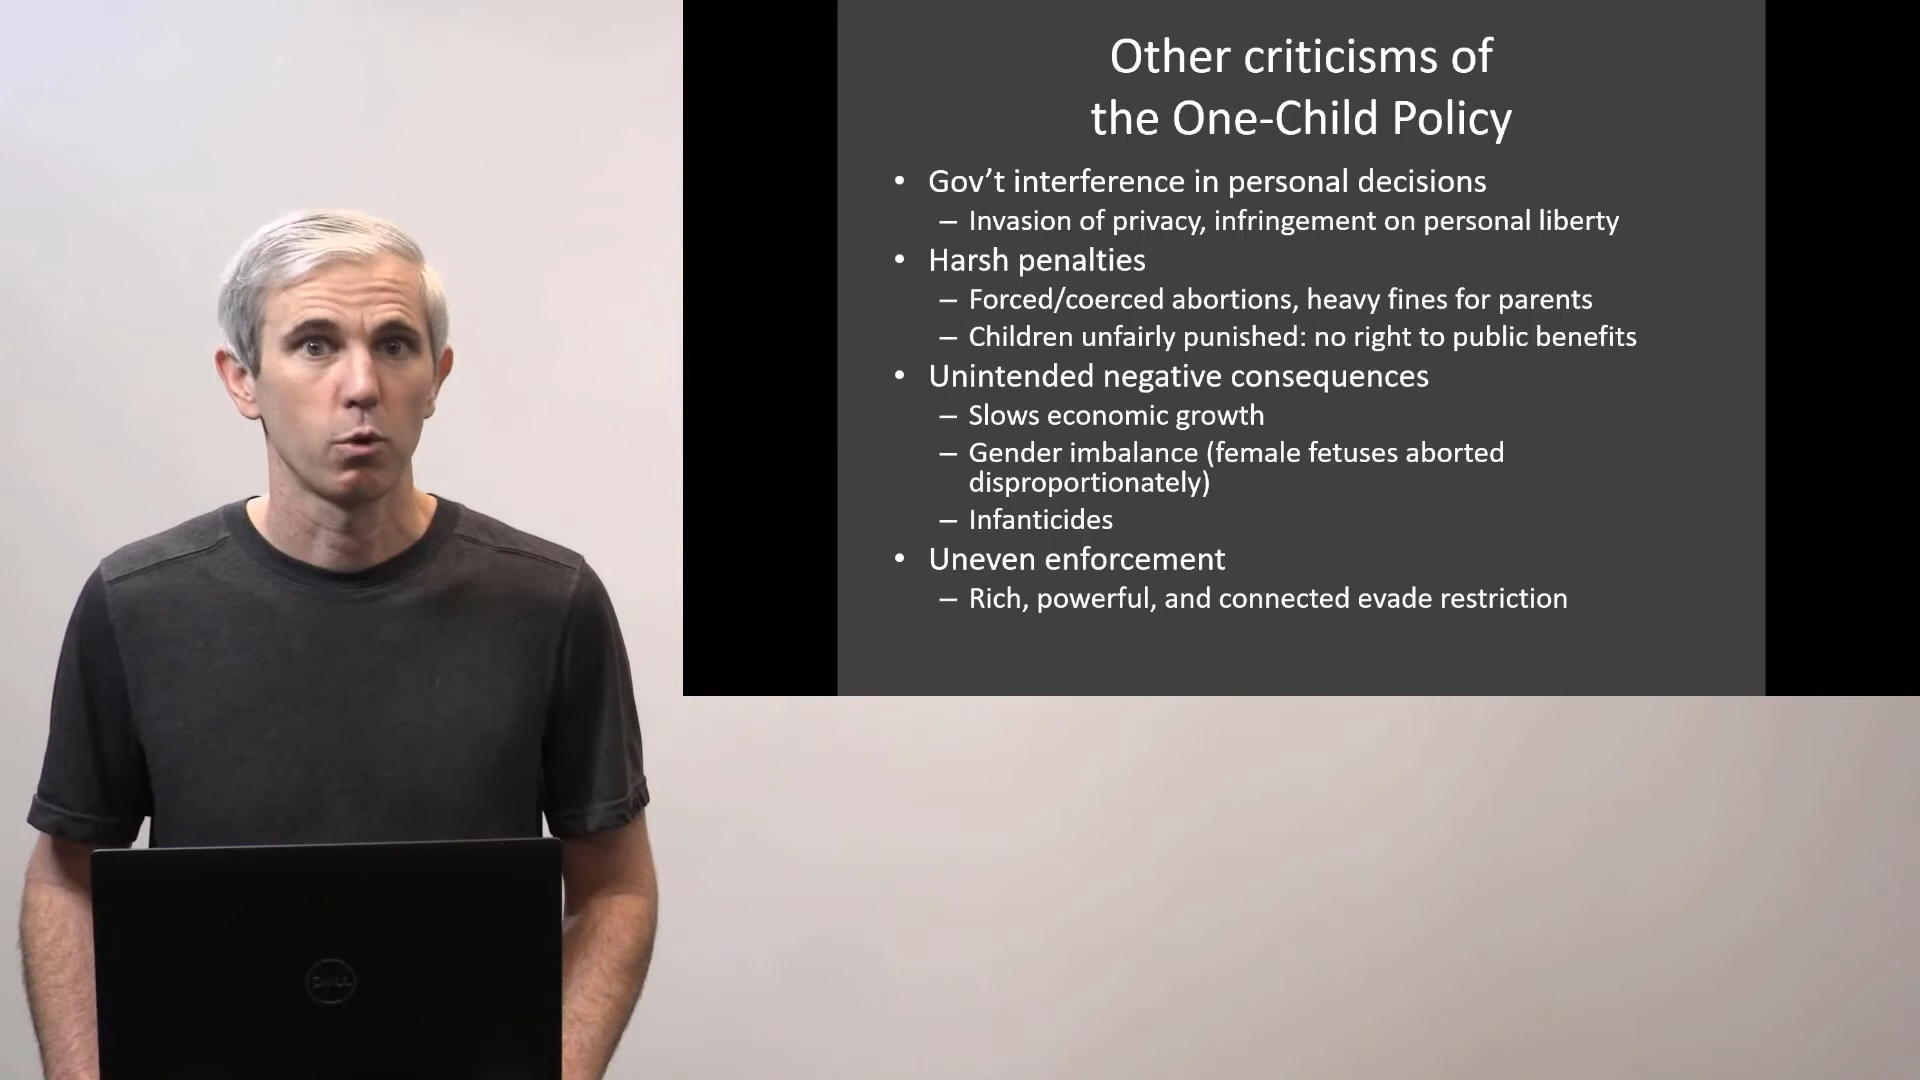 Other criticisms of
the One-Child Policy
• Gov’t interference in personal decisions
– Invasion of privacy, infringement on personal liberty
• Harsh penalties
– Forced/coerced abortions, heavy fines for parents
– Children unfairly punished: no right to public benefits
• Unintended negative consequences
– Slows economic growth
– Gender imbalance (female fetuses aborted
disproportionately)
– Infanticides
• Uneven enforcement
– Rich, powerful, and connected evade restriction
DELL